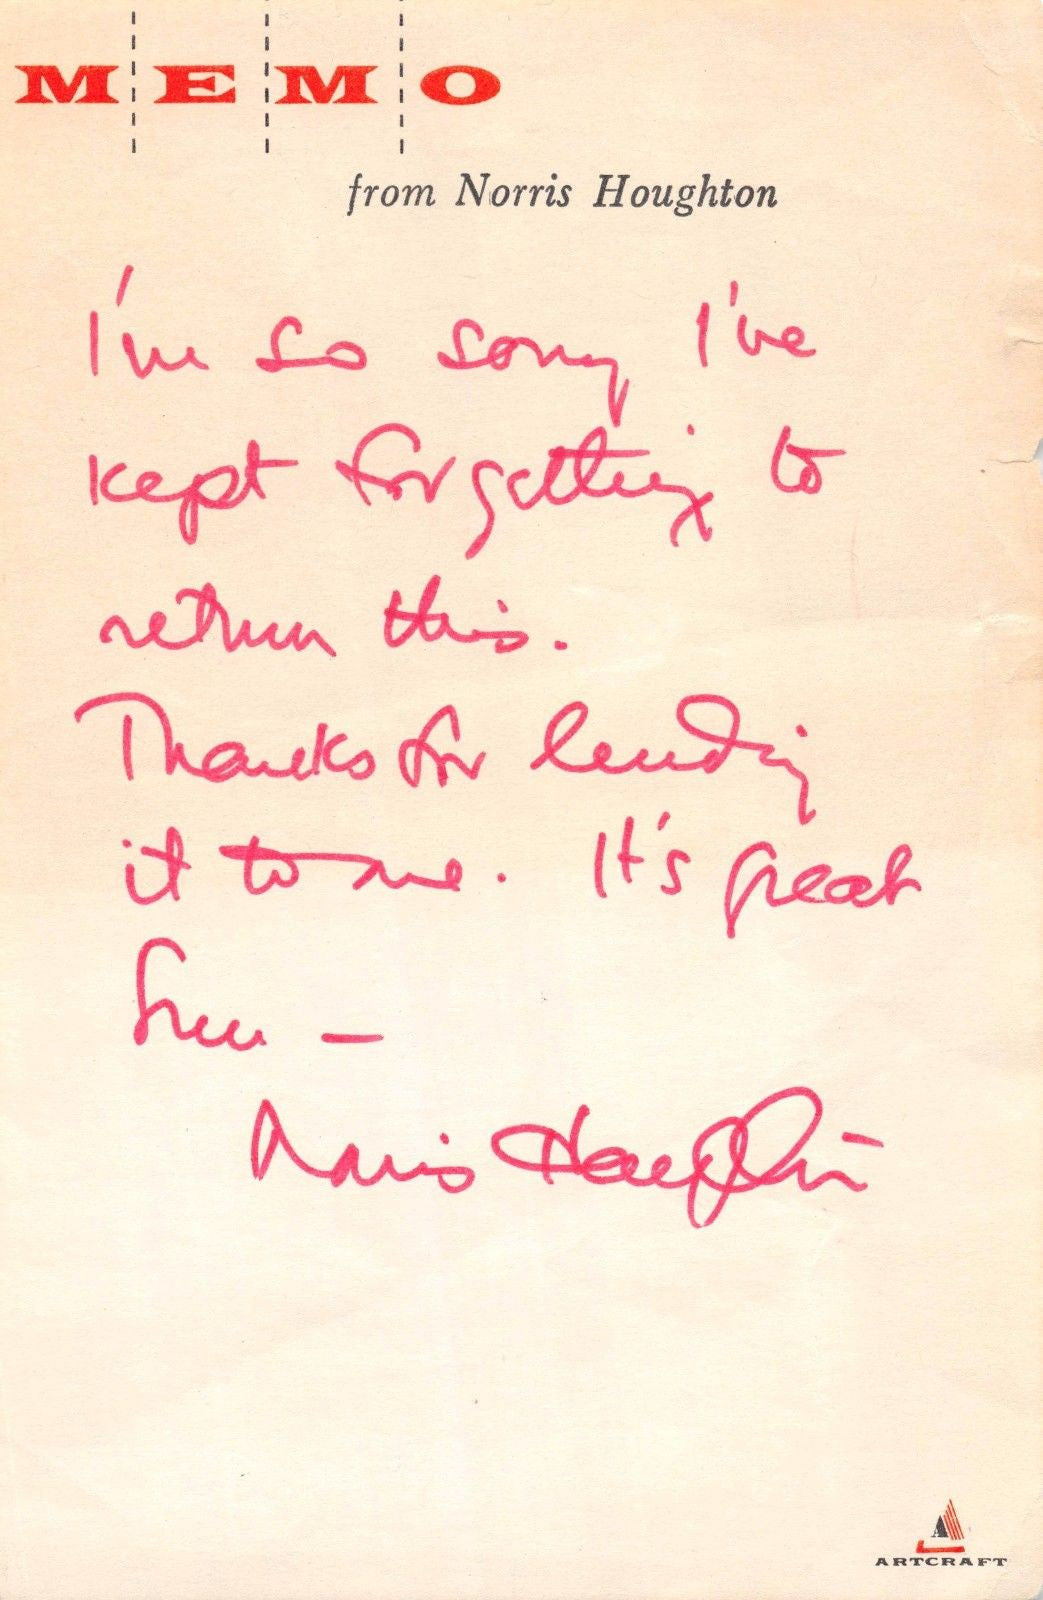 MEMO
from Norris Houghton
I'm so sorry I've
kept forgetting to
return this.
Thanks for lending
it to me. It's great
fun —
Norris Houghton
ARTCRAFT